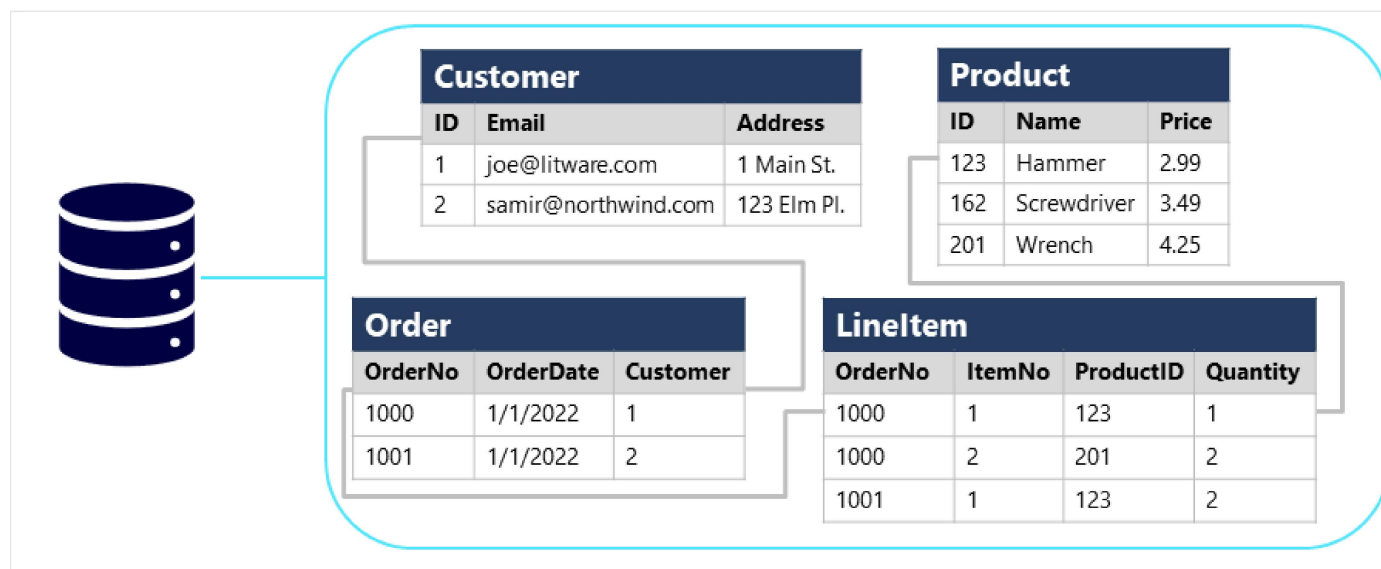 Customer
ID Email Address
1 joe@litware.com 1 Main St.
2 samir@northwind.com 123 Elm Pl.
Product
ID Name Price
123 Hammer 2.99
162 Screwdriver 3.49
201 Wrench 4.25
Order
OrderNo OrderDate Customer
1000 1/1/2022 1
1001 1/1/2022 2
LineItem
OrderNo ItemNo ProductID Quantity
1000 1 123 1
1000 2 201 2
1001 1 123 2